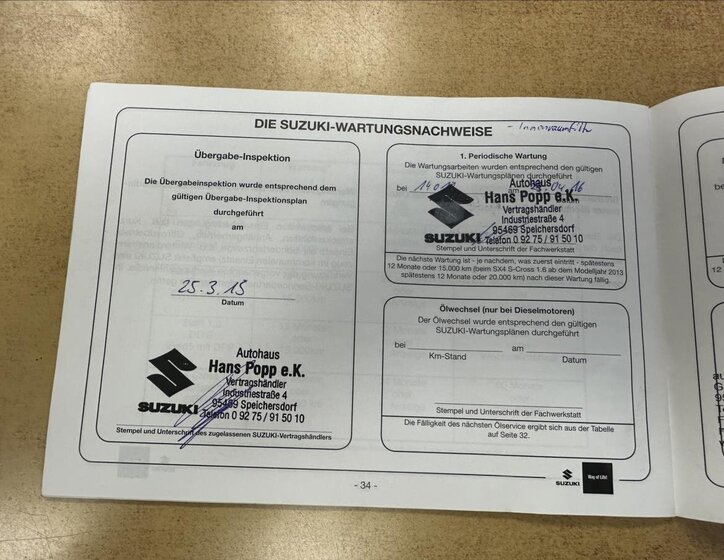 DIE SUZUKI-WARTUNGSNACHWEISE
- Innenraumfilter
Übergabe-Inspektion
Die Übergabeinspektion wurde entsprechend dem
gültigen Übergabe-Inspektionsplan
durchgeführt
am
25.3.15
Datum
Autohaus
Hans Popp e.K.
Vertragshändler
Industriestraße 4
95469 Speichersdorf
Telefon 0 92 75 / 91 50 10
SUZUKI
Stempel und Unterschrift des zugelassenen SUZUKI-Vertragshändlers
1. Periodische Wartung
Die Wartungsarbeiten wurden entsprechend den gültigen
SUZUKI-Wartungsplänen durchgeführt
bei am 04.16
Autohaus
Hans Popp e.K.
Vertragshändler
Industriestraße 4
95469 Speichersdorf
SUZUKI Telefon 0 92 75 / 91 50 10
Stempel und Unterschrift der Fachwerkstatt
Die nächste Wartung ist - je nachdem, was zuerst eintritt - spätestens
12 Monate oder 15.000 km (beim SX4 S-Cross 1.6 ab dem Modelljahr 2013
spätestens 12 Monate oder 20.000 km) nach dieser Wartung fällig.
Ölwechsel (nur bei Dieselmotoren)
Der Ölwechsel wurde entsprechend den gültigen
SUZUKI-Wartungsplänen durchgeführt
bei am
Km-Stand Datum
Stempel und Unterschrift der Fachwerkstatt
Die Fälligkeit des nächsten Ölservice ergibt sich aus der Tabelle
auf Seite 32.
- 34 -
SUZUKI
Way of Life!